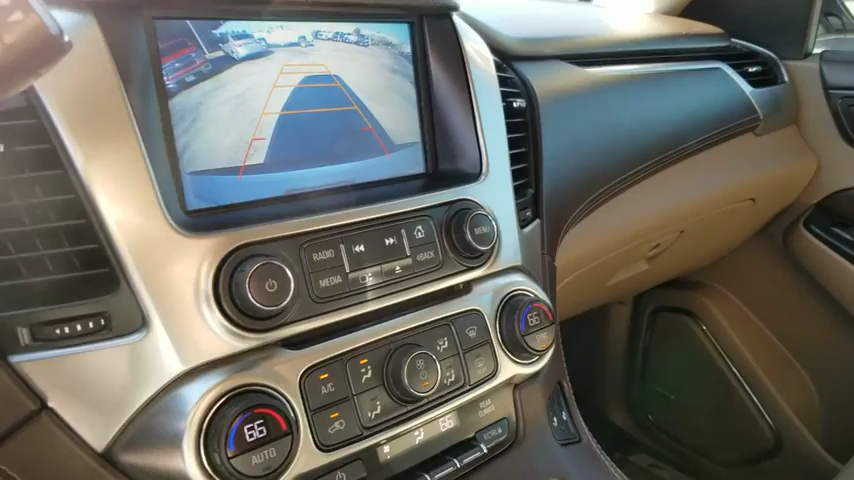 RADIO
MEDIA
BACK
MENU
A/C
66
AUTO
66
SYNC
REAR
CLIMATE
66